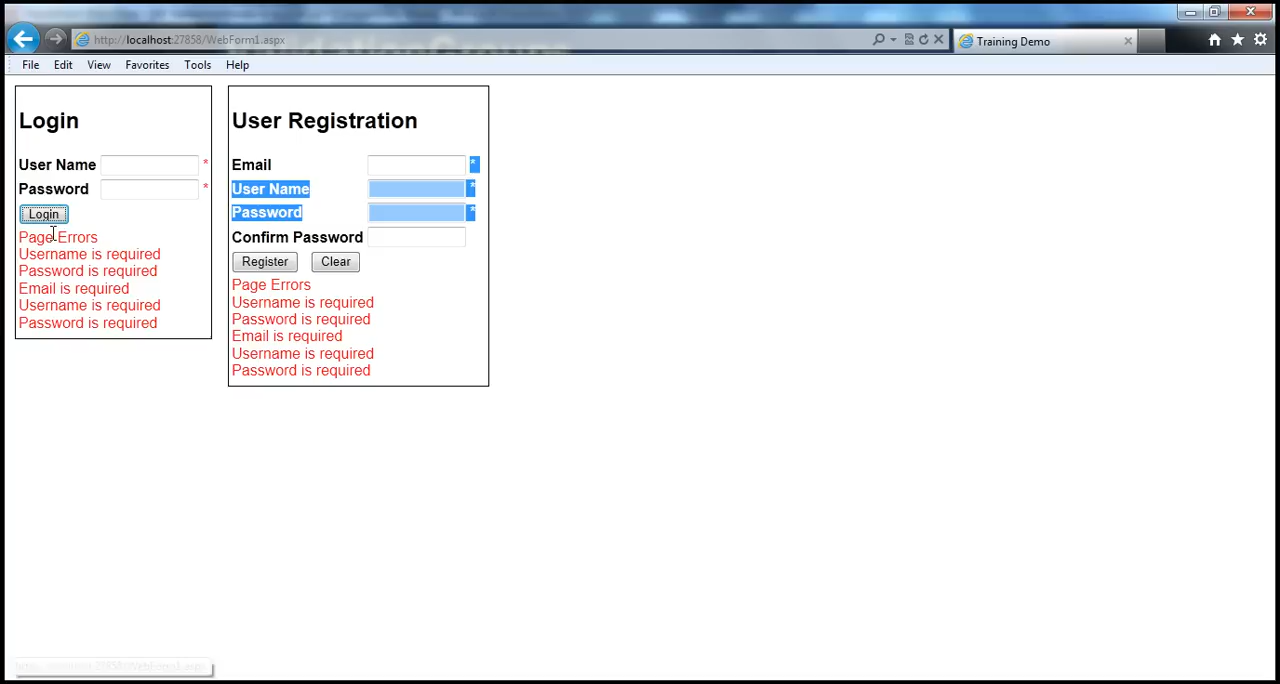 http://localhost:27858/WebForm1.aspx
Training Demo
File Edit View Favorites Tools Help
Login
User Name *
Password *
Login
Page Errors
Username is required
Password is required
Email is required
Username is required
Password is required
User Registration
Email *
User Name *
Password *
Confirm Password
Register Clear
Page Errors
Username is required
Password is required
Email is required
Username is required
Password is required